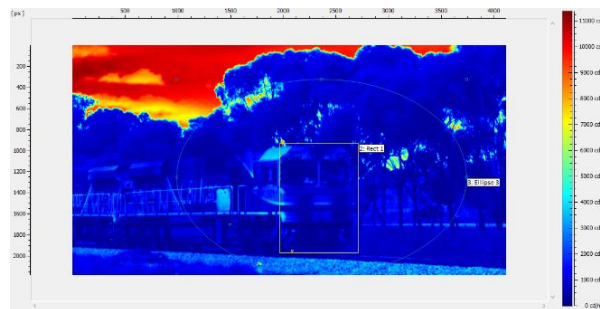 [px]
500 1000 1500 2000 2500 3000 3500 4000
200
400
600
800
1000
1200
1400
1600
1800
2000
2: Rect 1
3: Ellipse 3
11000 cd
10000 cd
9000 cd
8000 cd
7000 cd
6000 cd
5000 cd
4000 cd
3000 cd
2000 cd
1000 cd
0 cd/